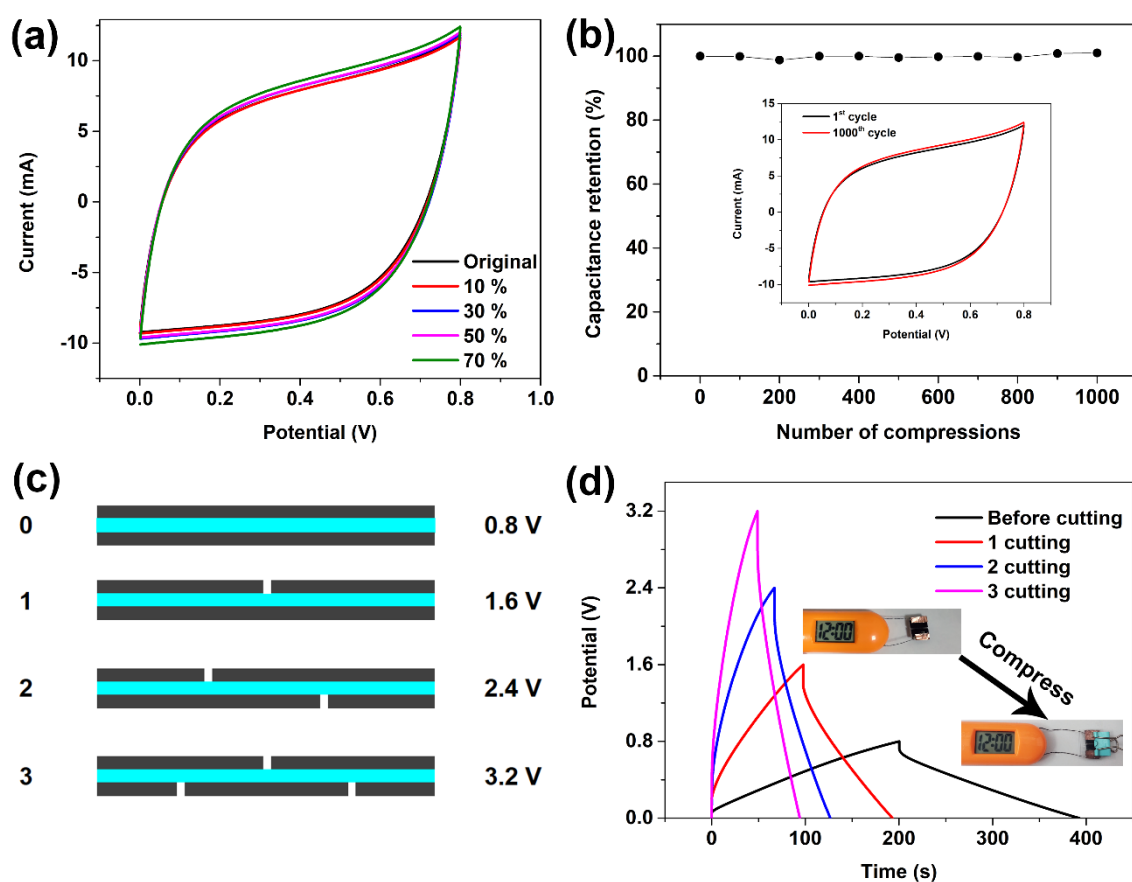 (a)
10
5
0
-5
-10
Current (mA)
Original
10 %
30 %
50 %
70 %
0.0 0.2 0.4 0.6 0.8 1.0
Potential (V)
(b)
120
100
80
60
40
20
0
Capacitance retention (%)
15
10
5
0
-5
-10
Current (mA)
1st cycle
1000th cycle
0.0 0.2 0.4 0.6 0.8 1.0
Potential (V)
0 200 400 600 800 1000
Number of compressions
(c)
0 0.8 V
1 1.6 V
2 2.4 V
3 3.2 V
(d)
3.2
2.4
1.6
0.8
0.0
Potential (V)
Before cutting
1 cutting
2 cutting
3 cutting
12:00
Compress
12:00
0 100 200 300 400
Time (s)